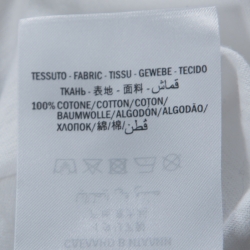 TESSUTO - FABRIC - TISSU - GEWEBE - TECIDO
ТКАНЬ - 表地 - 面料 - قماش
100% COTONE/COTTON/COTON/
BAUMWOLLE/ALGODÓN/ALGODÃO/
ХЛОПОК/綿/棉/قطن